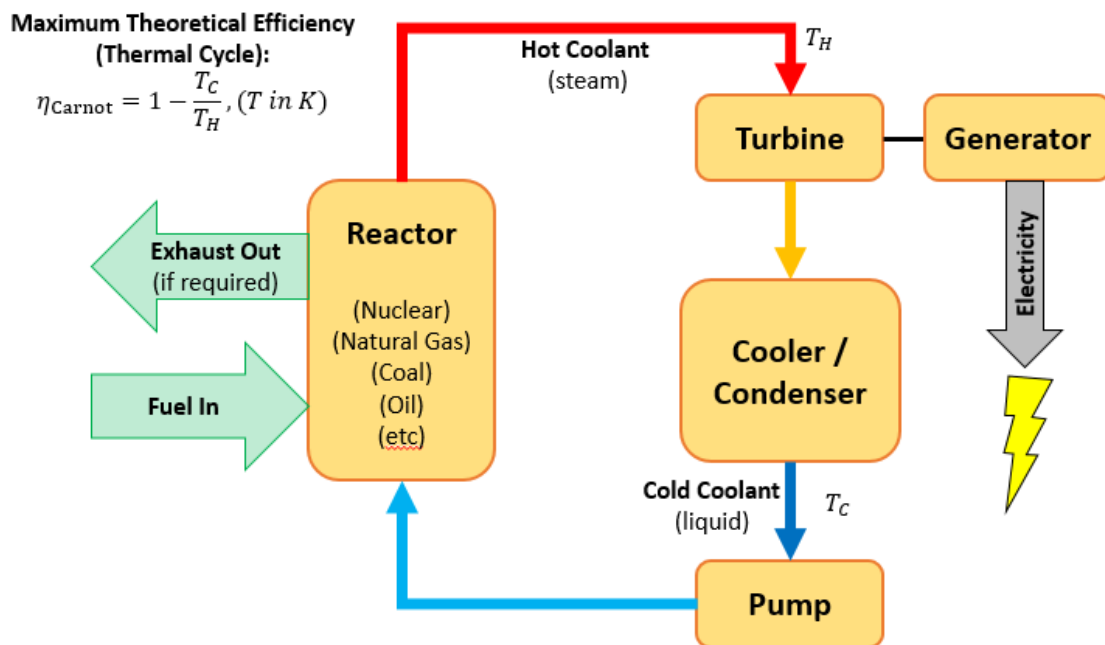 Maximum Theoretical Efficiency
(Thermal Cycle):
η_Carnot = 1 − T_C/T_H, (T in K)
Hot Coolant
(steam)
T_H
Turbine
Generator
Reactor
Exhaust Out
(if required)
(Nuclear)
(Natural Gas)
(Coal)
(Oil)
(etc)
Fuel In
Electricity
Cooler /
Condenser
Cold Coolant
(liquid)
T_C
Pump